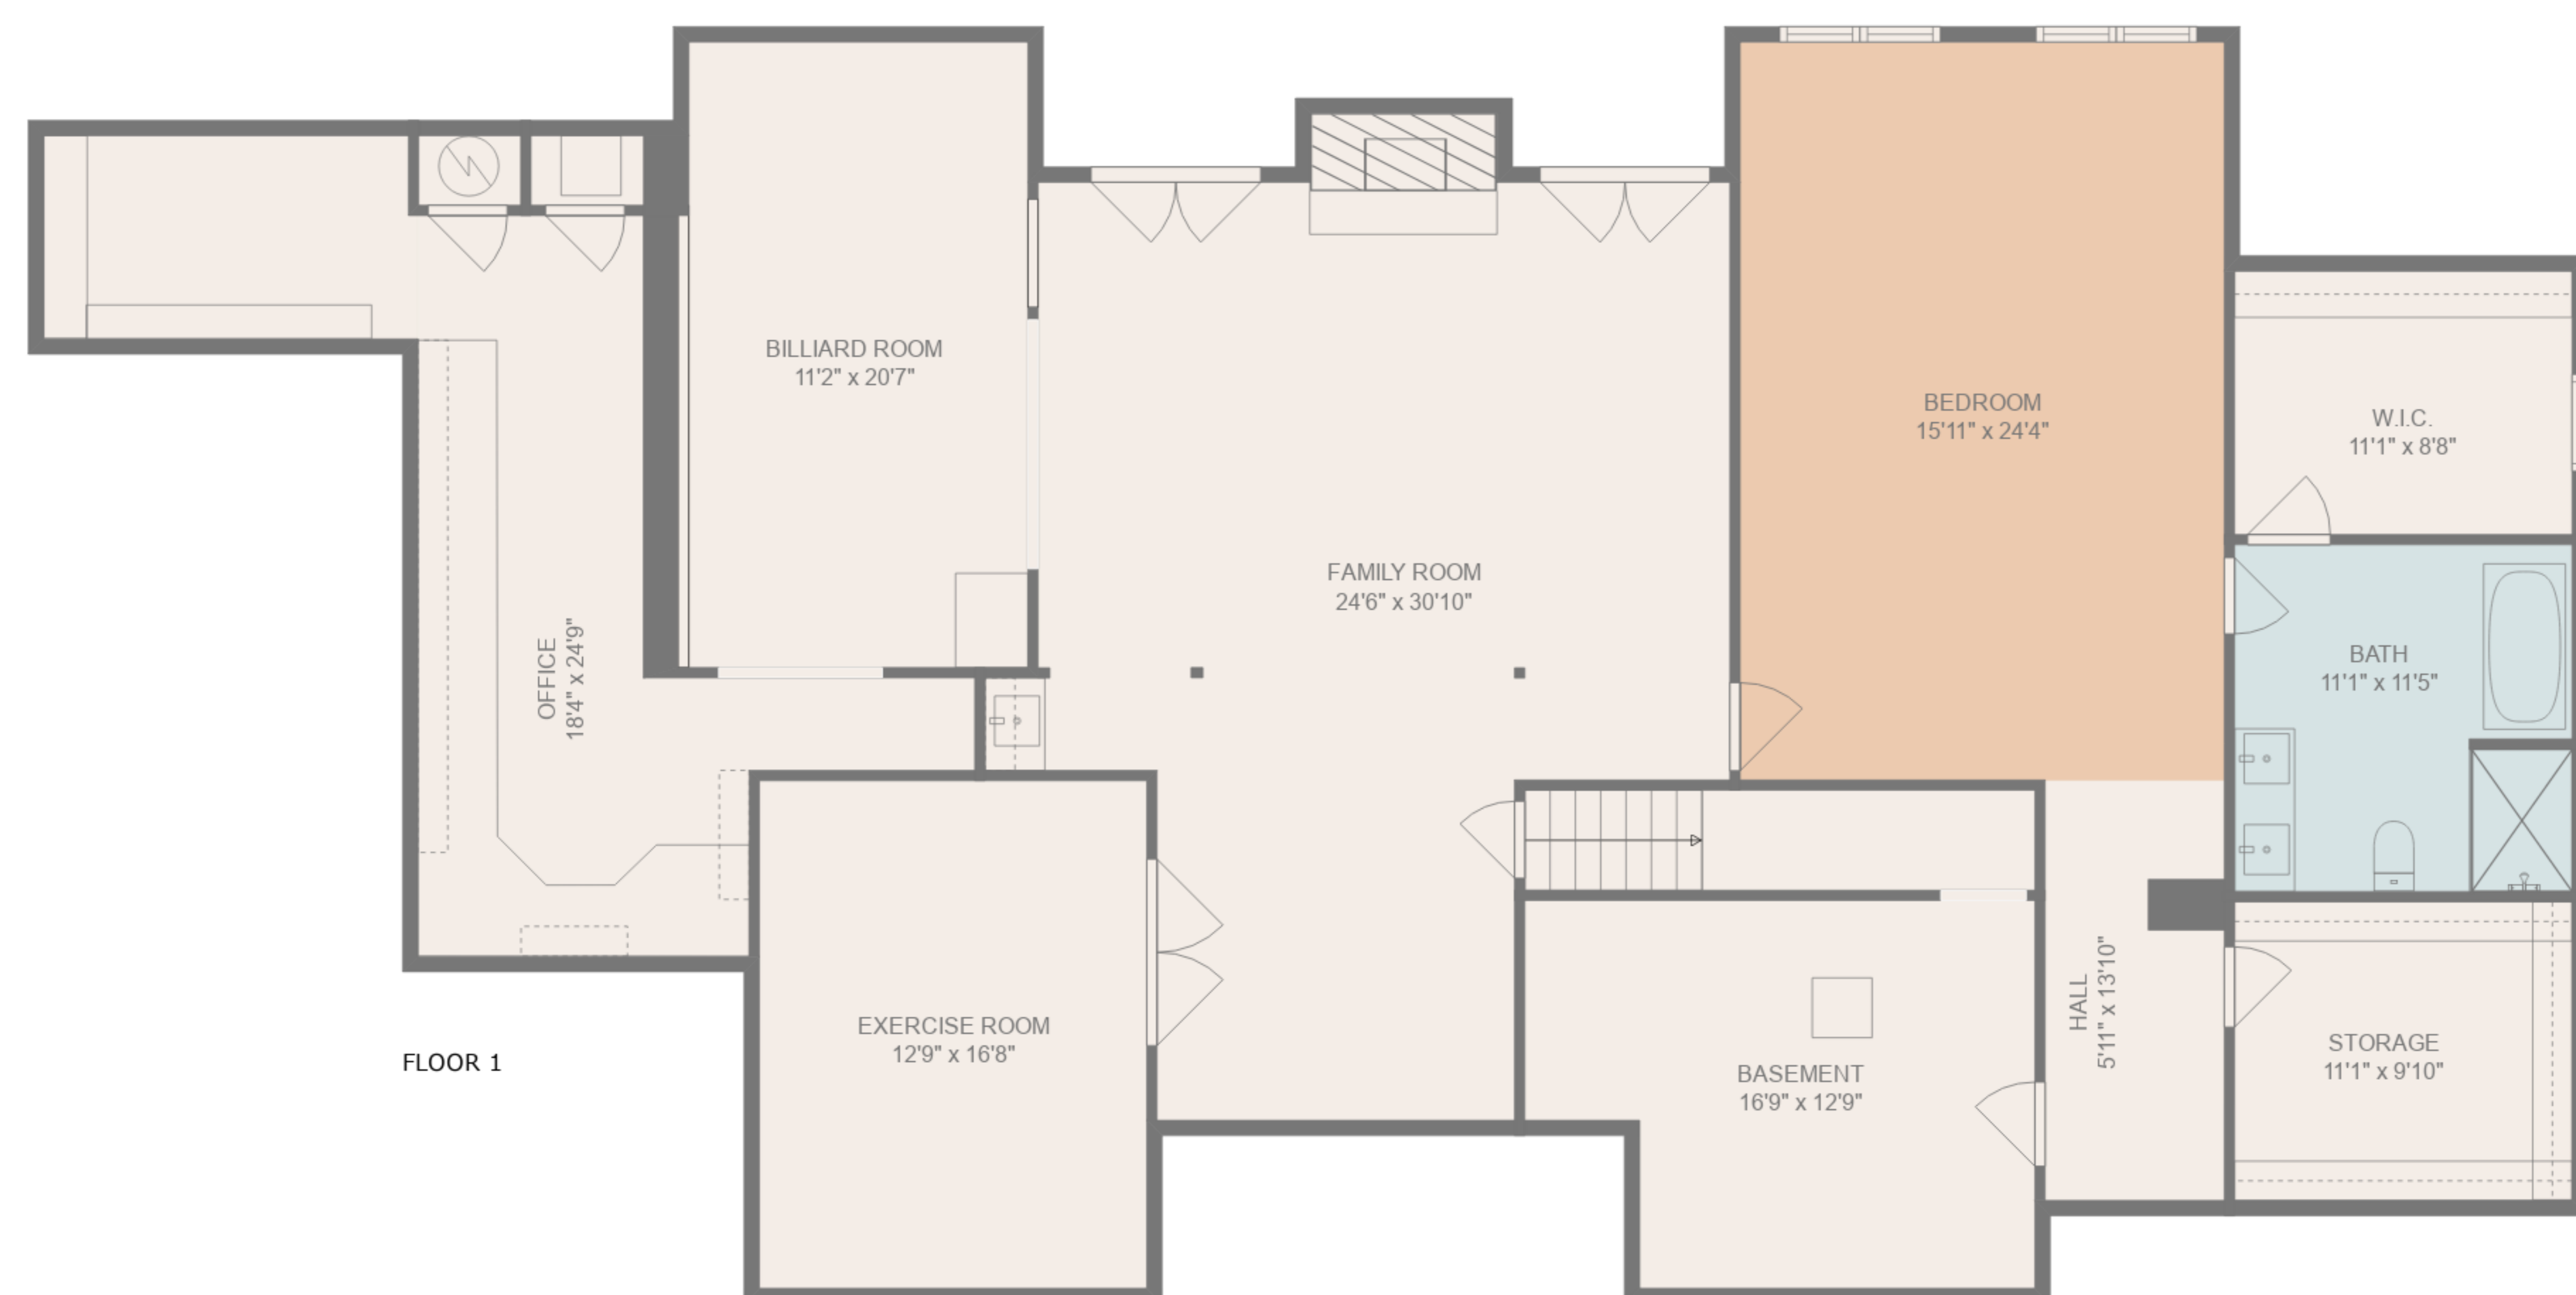 BILLIARD ROOM
11'2" x 20'7"
BEDROOM
15'11" x 24'4"
W.I.C.
11'1" x 8'8"
FAMILY ROOM
24'6" x 30'10"
OFFICE
18'4" x 24'9"
BATH
11'1" x 11'5"
EXERCISE ROOM
12'9" x 16'8"
FLOOR 1
BASEMENT
16'9" x 12'9"
HALL
5'11" x 13'10"
STORAGE
11'1" x 9'10"